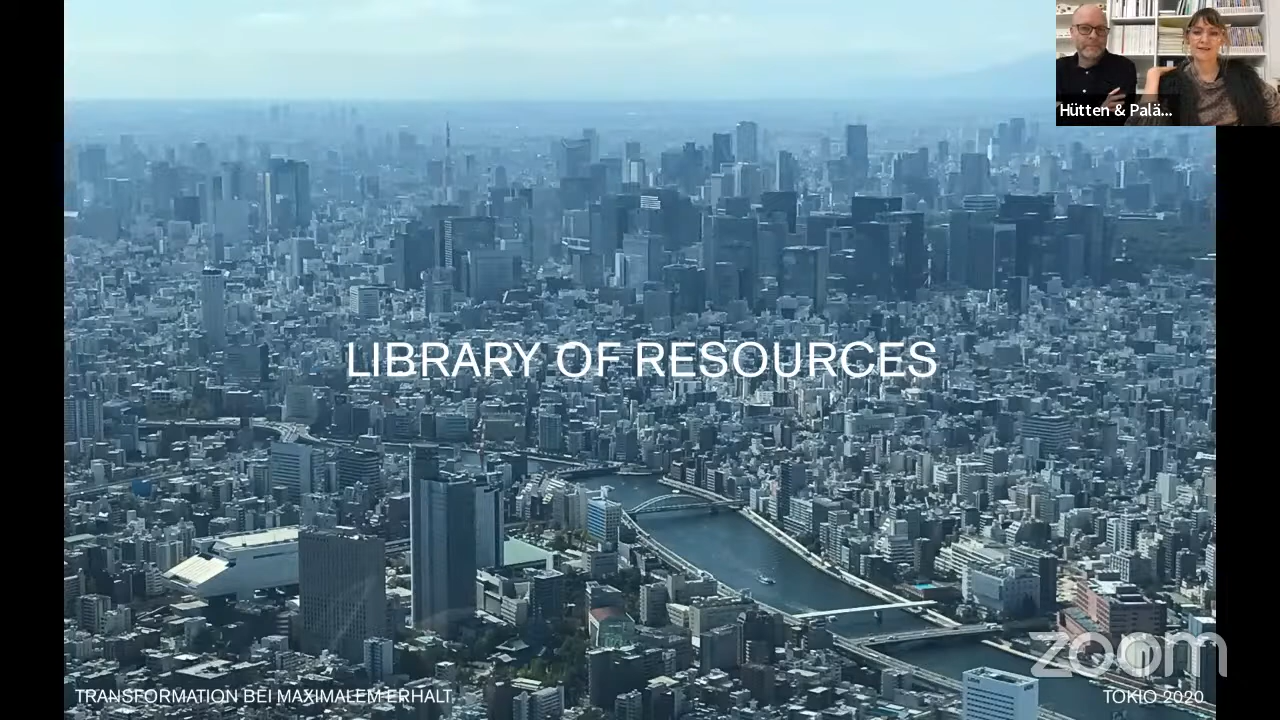 Hütten & Palä...
LIBRARY OF RESOURCES
zoom
TRANSFORMATION BEI MAXIMALEM ERHALT
TOKIO 2020